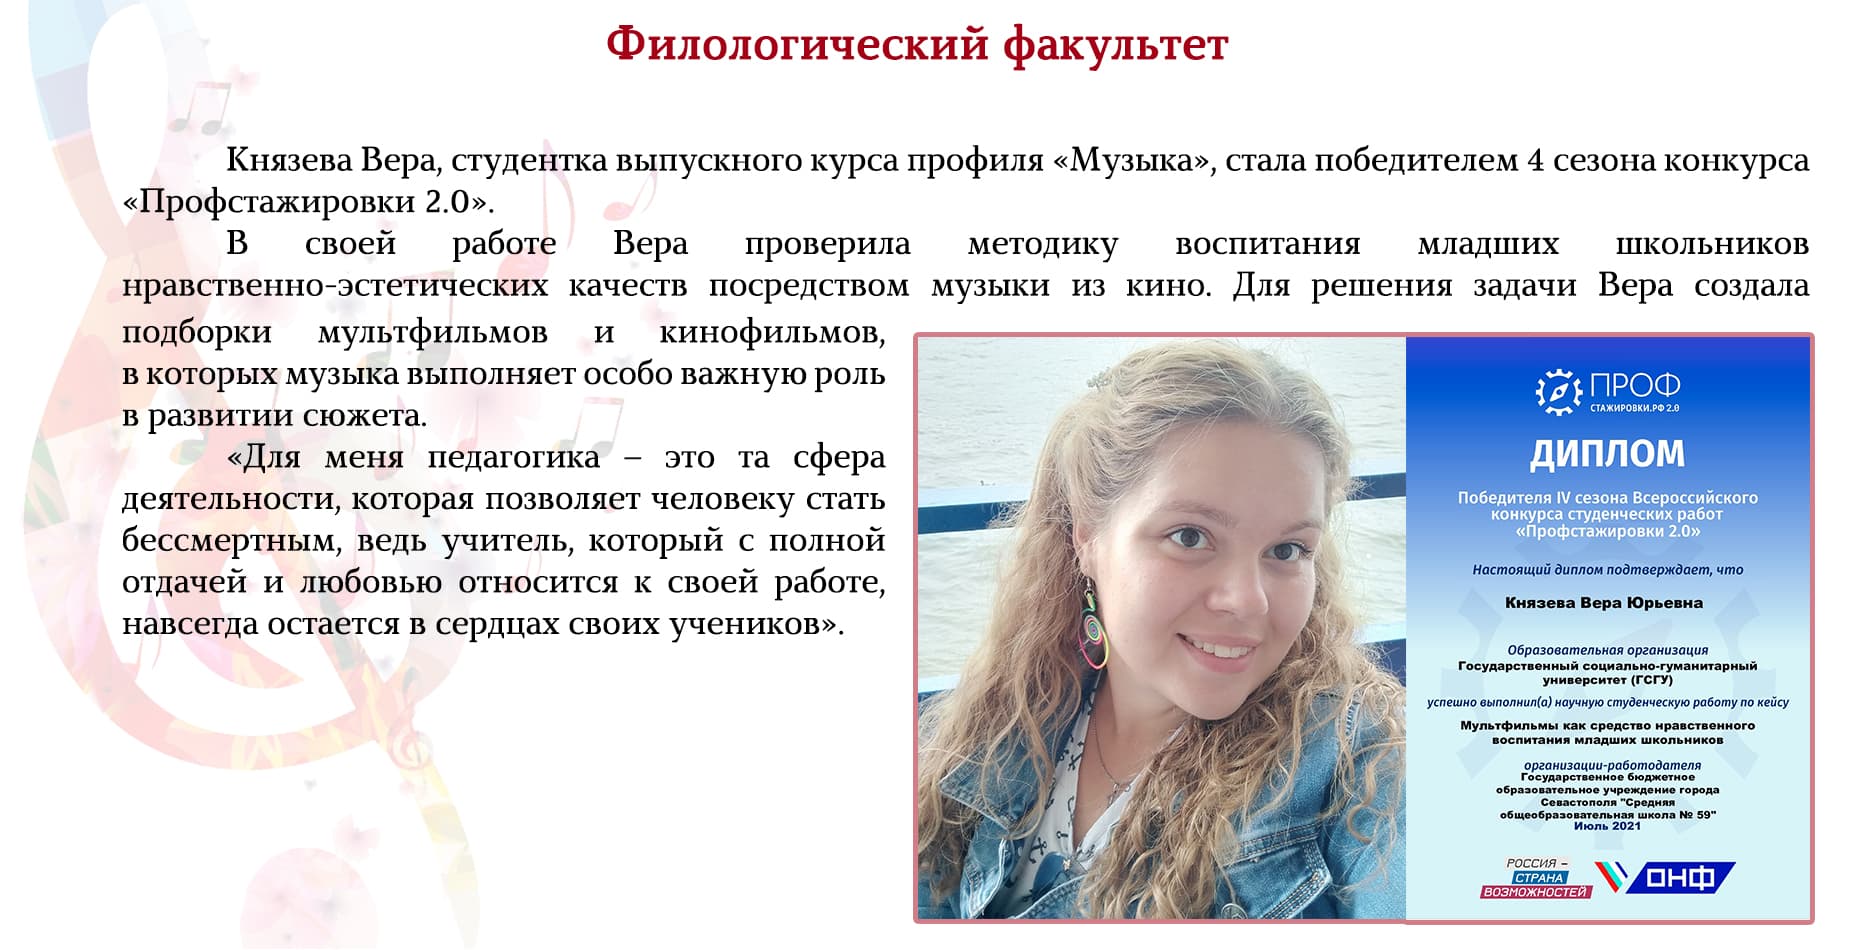 Филологический факультет
Князева Вера, студентка выпускного курса профиля «Музыка», стала победителем 4 сезона конкурса
«Профстажировки 2.0».
В своей работе Вера проверила методику воспитания младших школьников
нравственно-эстетических качеств посредством музыки из кино. Для решения задачи Вера создала
подборки мультфильмов и кинофильмов,
в которых музыка выполняет особо важную роль
в развитии сюжета.
«Для меня педагогика – это та сфера
деятельности, которая позволяет человеку стать
бессмертным, ведь учитель, который с полной
отдачей и любовью относится к своей работе,
навсегда остается в сердцах своих учеников».
ПРОФ
СТАЖИРОВКИ.РФ 2.0
ДИПЛОМ
Победителя IV сезона Всероссийского
конкурса студенческих работ
«Профстажировки 2.0»
Настоящий диплом подтверждает, что
Князева Вера Юрьевна
Образовательная организация
Государственный социально-гуманитарный
университет (ГСГУ)
успешно выполнил(а) научную студенческую работу по кейсу
Мультфильмы как средство нравственного
воспитания младших школьников
организации-работодателя
Государственное бюджетное
образовательное учреждение города
Севастополя "Средняя
общеобразовательная школа № 59"
Июль 2021
РОССИЯ –
СТРАНА
ВОЗМОЖНОСТЕЙ
ОНФ